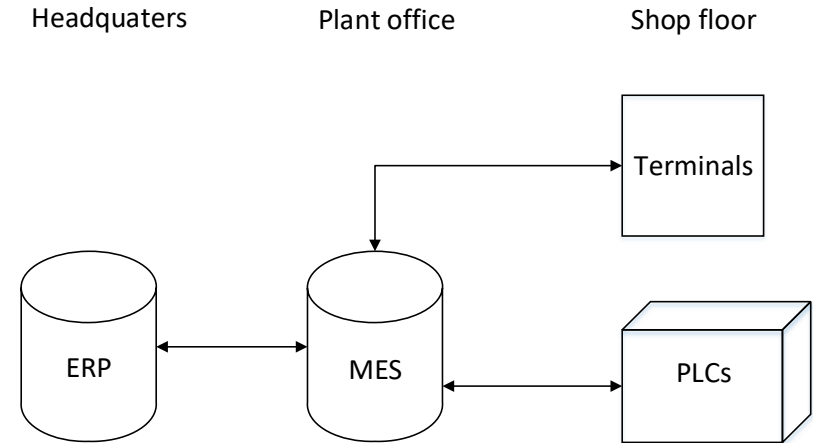 Headquaters
Plant office
Shop floor
Terminals
ERP
MES
PLCs